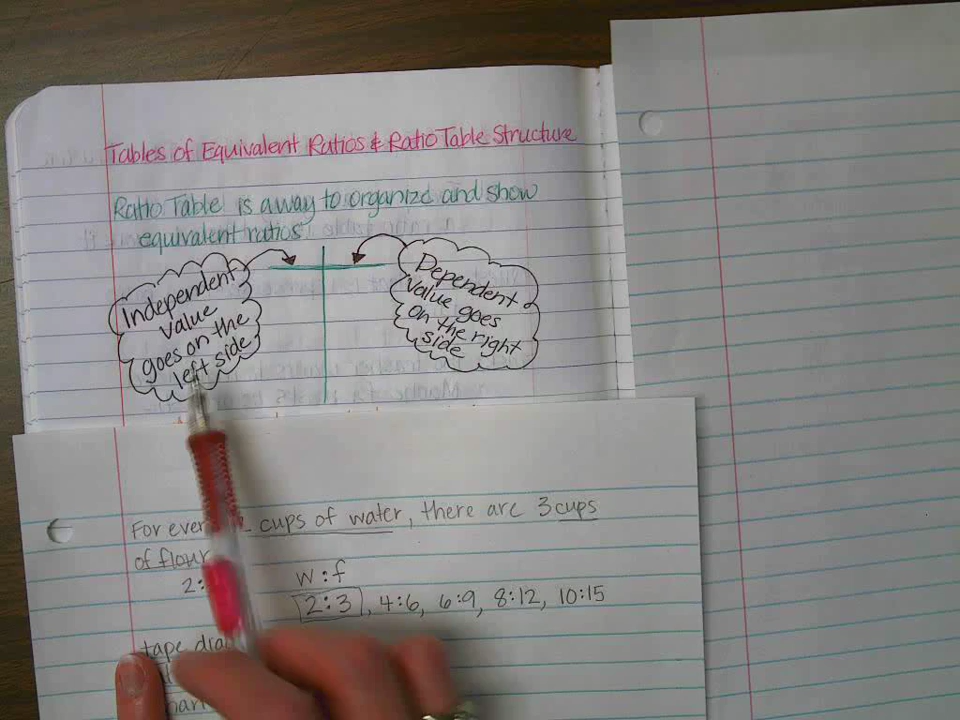 Tables of Equivalent Ratios & Ratio Table Structure
Ratio Table is a way to organize and show
equivalent ratios
Independent
value
goes on the
left side
Dependent
value goes
on the right
side
For cups of water, there are 3 cups
of flour
2:
w:f
2:3, 4:6, 6:9, 8:12, 10:15
tape